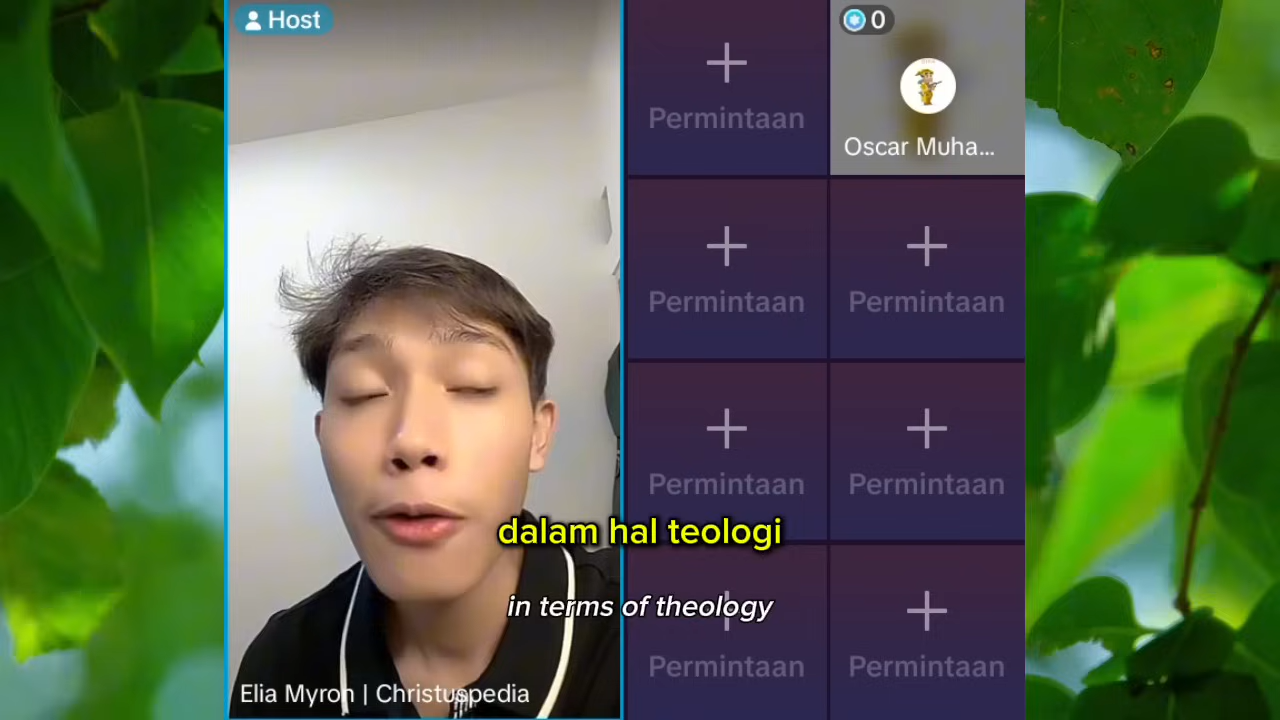 Host
Permintaan
0
Oscar Muha...
Permintaan
Permintaan
Permintaan
Permintaan
dalam hal teologi
in terms of theology
Permintaan
Permintaan
Elia Myron | Christuspedia